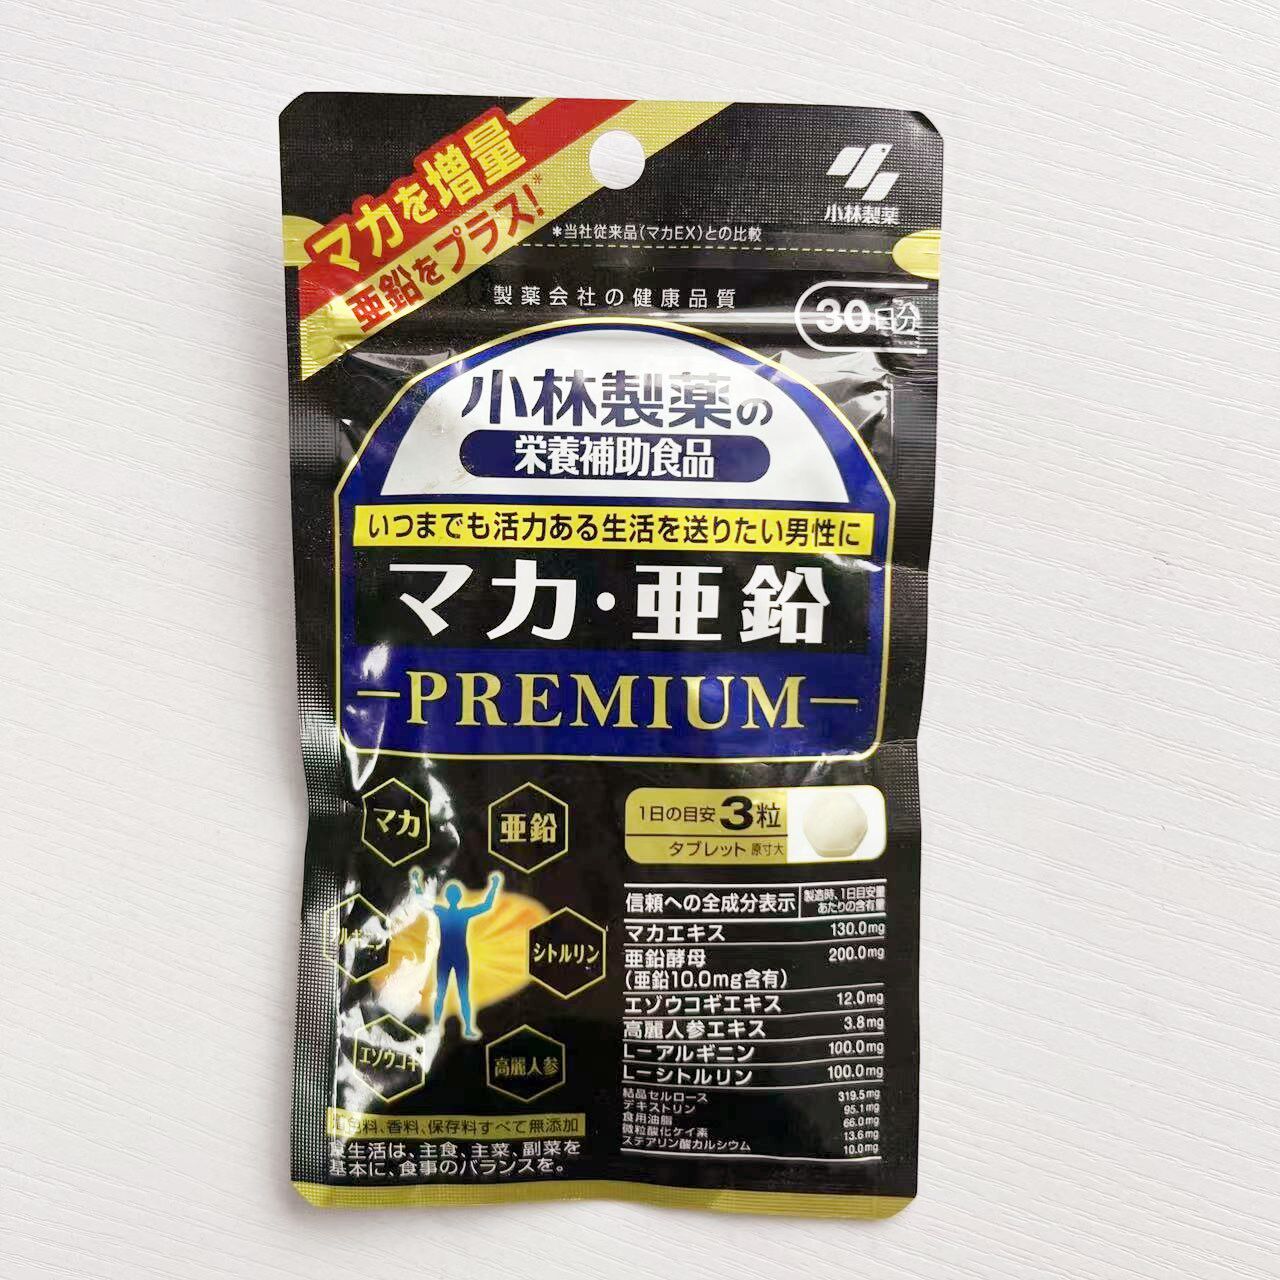 マカを増量
亜鉛をプラス!*
小林製薬
*当社従来品(マカEX)との比較
製薬会社の健康品質
30日分
小林製薬の
栄養補助食品
いつまでも活力ある生活を送りたい男性に
マカ・亜鉛
-PREMIUM-
マカ
亜鉛
シトルリン
エゾウコギ
高麗人参
1日の目安3粒
タブレット 原寸大
信頼への全成分表示 製造時、1日目安量
あたりの含有量
マカエキス 130.0mg
亜鉛酵母 200.0mg
(亜鉛10.0mg含有)
エゾウコギエキス 12.0mg
高麗人参エキス 3.8mg
L-アルギニン 100.0mg
L-シトルリン 100.0mg
結晶セルロース 319.5mg
デキストリン 95.1mg
食用油脂 66.0mg
微粒酸化ケイ素 13.6mg
ステアリン酸カルシウム 10.0mg
着色料、香料、保存料すべて無添加
食生活は、主食、主菜、副菜を
基本に、食事のバランスを。